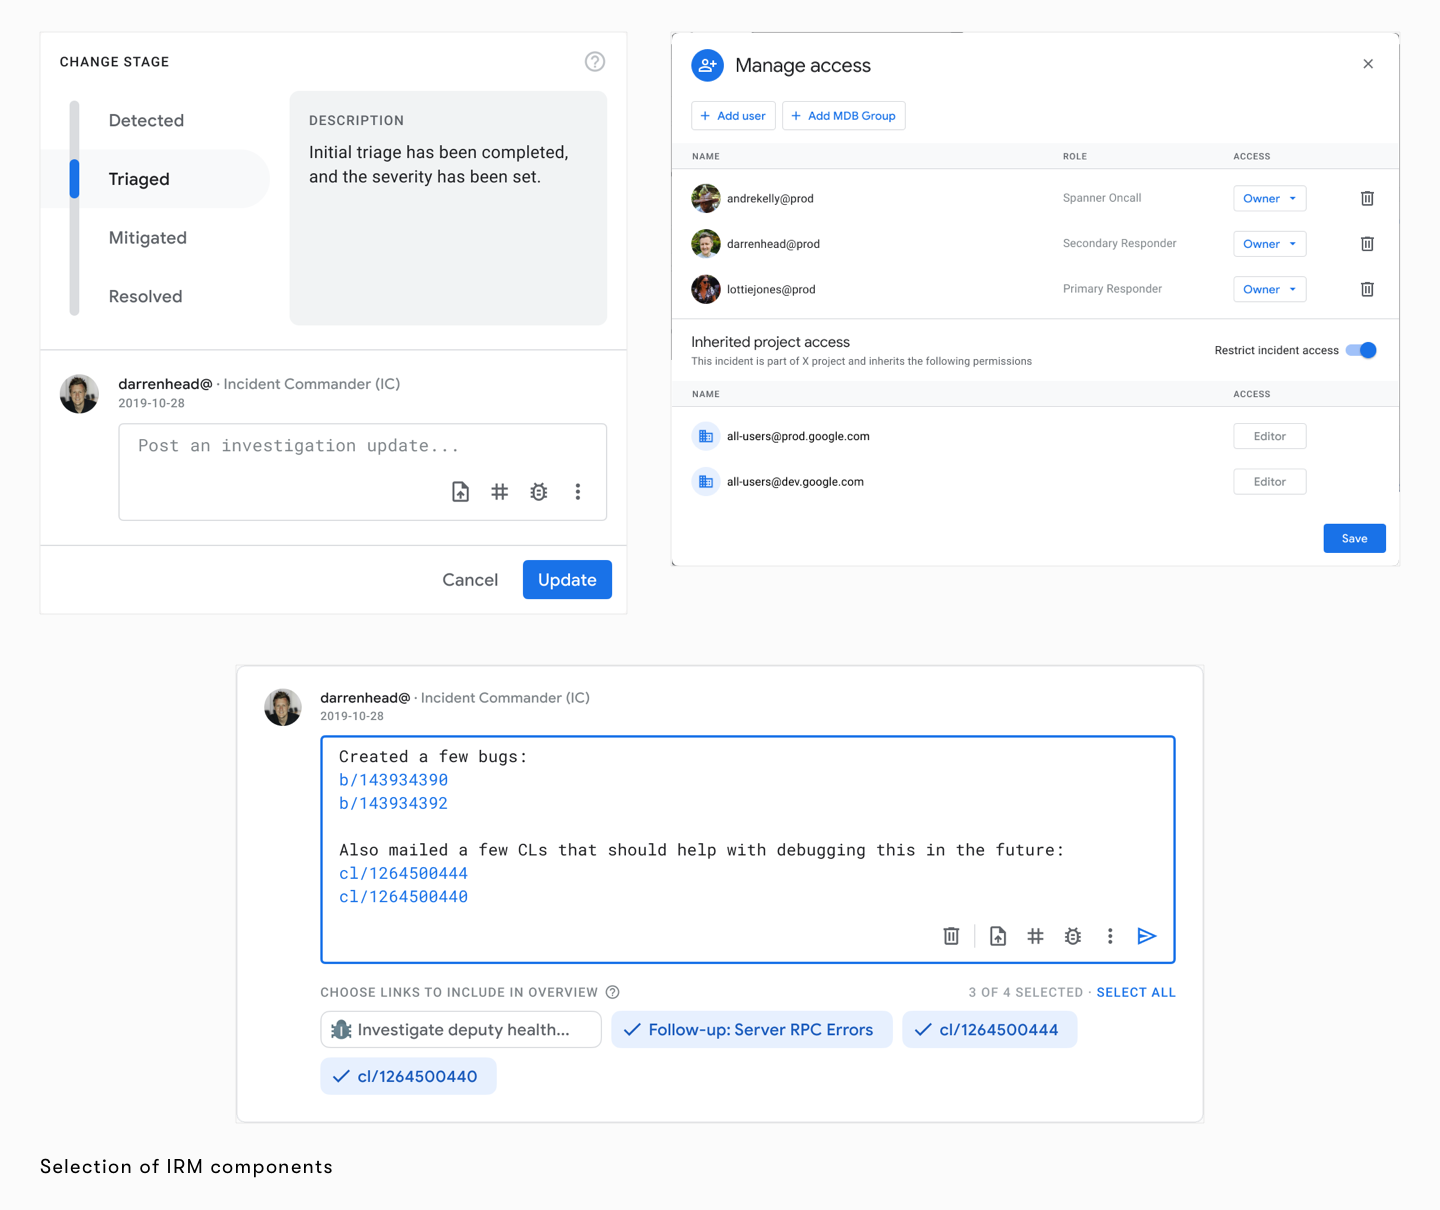 CHANGE STAGE
Detected
Triaged
Mitigated
Resolved
DESCRIPTION
Initial triage has been completed,
and the severity has been set.
darrenhead@ · Incident Commander (IC)
2019-10-28
Post an investigation update...
Cancel
Update
Manage access
+ Add user
+ Add MDB Group
NAME ROLE ACCESS
andrekelly@prod Spanner Oncall Owner
darrenhead@prod Secondary Responder Owner
lottiejones@prod Primary Responder Owner
Inherited project access
This incident is part of X project and inherits the following permissions
Restrict incident access
NAME ACCESS
all-users@prod.google.com Editor
all-users@dev.google.com Editor
Save
darrenhead@ · Incident Commander (IC)
2019-10-28
Created a few bugs:
b/143934390
b/143934392
Also mailed a few CLs that should help with debugging this in the future:
cl/1264500444
cl/1264500440
CHOOSE LINKS TO INCLUDE IN OVERVIEW
3 OF 4 SELECTED · SELECT ALL
Investigate deputy health...
Follow-up: Server RPC Errors
cl/1264500444
cl/1264500440
Selection of IRM components